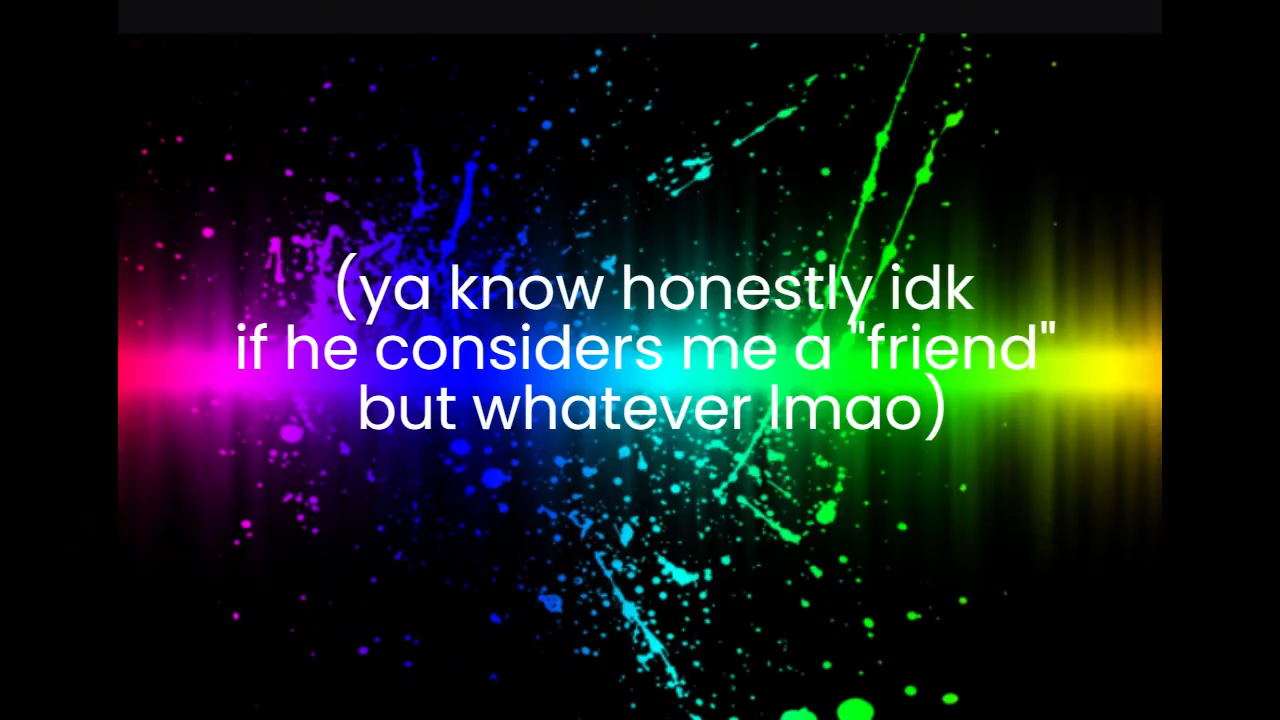 (ya know honestly idk
if he considers me a "friend"
but whatever lmao)